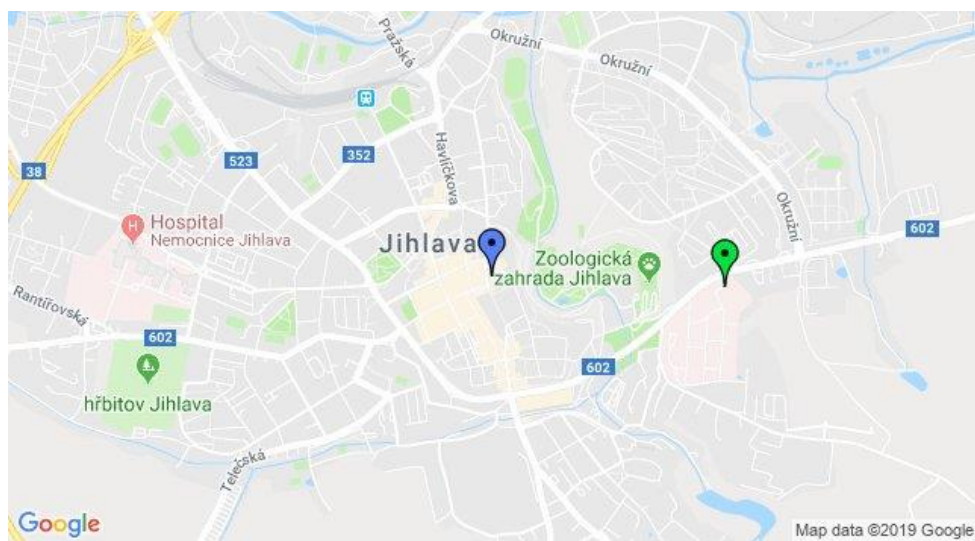 Pražská
Okružní
Okružní
38
523
352
Havlíčkova
Okružní
602
Hospital
Nemocnice Jihlava
Jihlava
Zoologická
zahrada Jihlava
Rantířovská
602
602
hřbitov Jihlava
Telečská
Google
Map data ©2019 Google